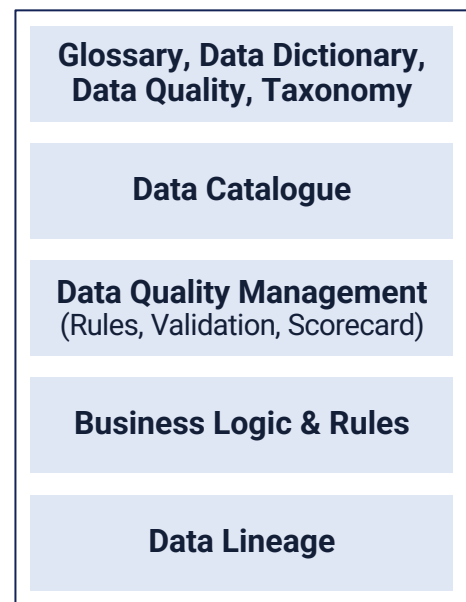 Glossary, Data Dictionary,
Data Quality, Taxonomy
Data Catalogue
Data Quality Management
(Rules, Validation, Scorecard)
Business Logic & Rules
Data Lineage